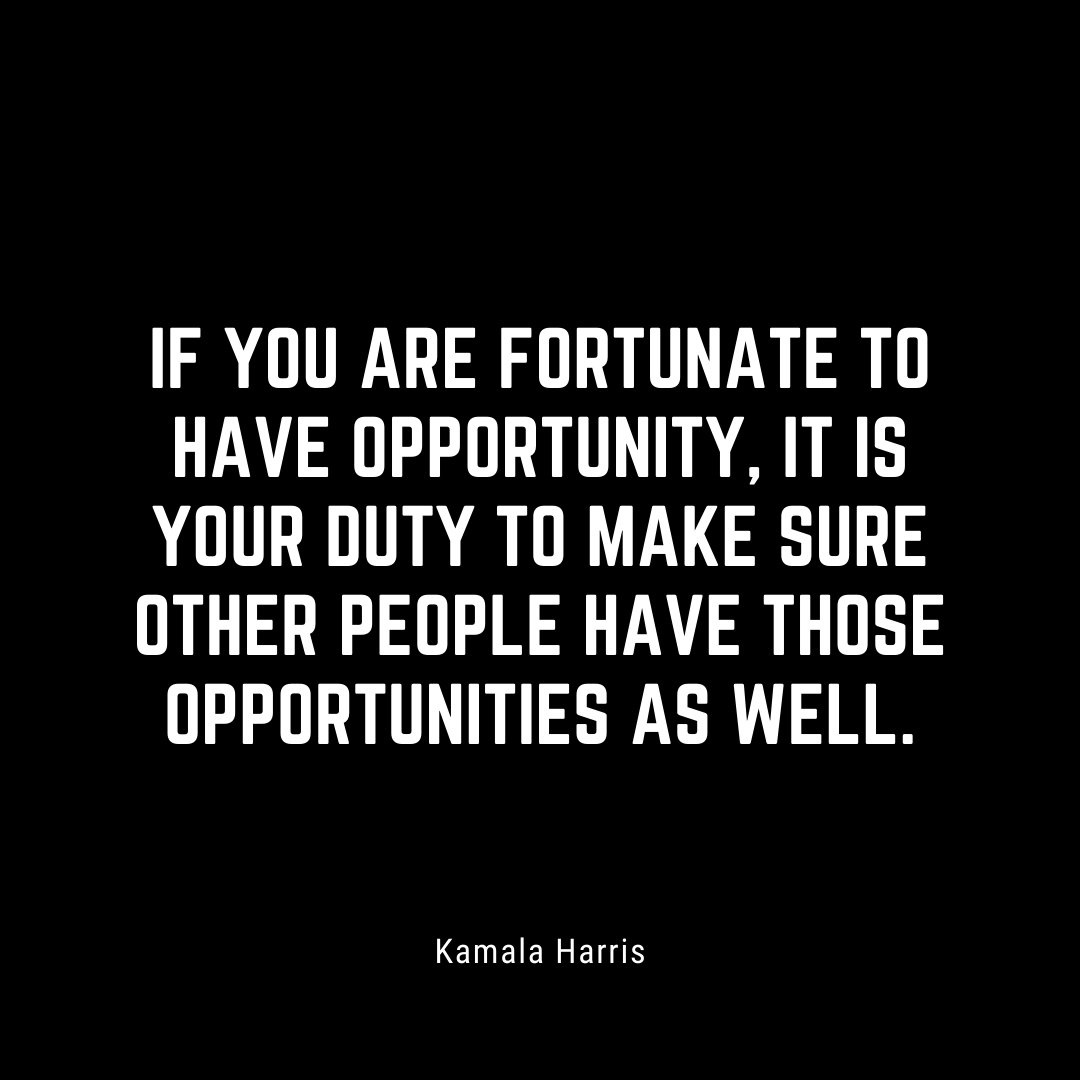 IF YOU ARE FORTUNATE TO
HAVE OPPORTUNITY, IT IS
YOUR DUTY TO MAKE SURE
OTHER PEOPLE HAVE THOSE
OPPORTUNITIES AS WELL.
Kamala Harris